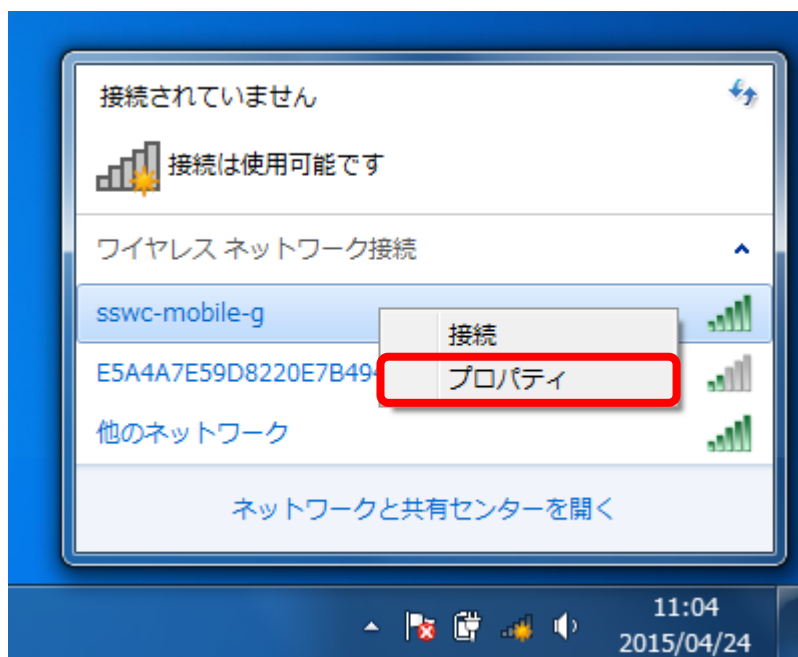 接続されていません
接続は使用可能です
ワイヤレス ネットワーク接続
sswc-mobile-g
接続
E5A4A7E59D8220E7B494
プロパティ
他のネットワーク
ネットワークと共有センターを開く
11:04
2015/04/24